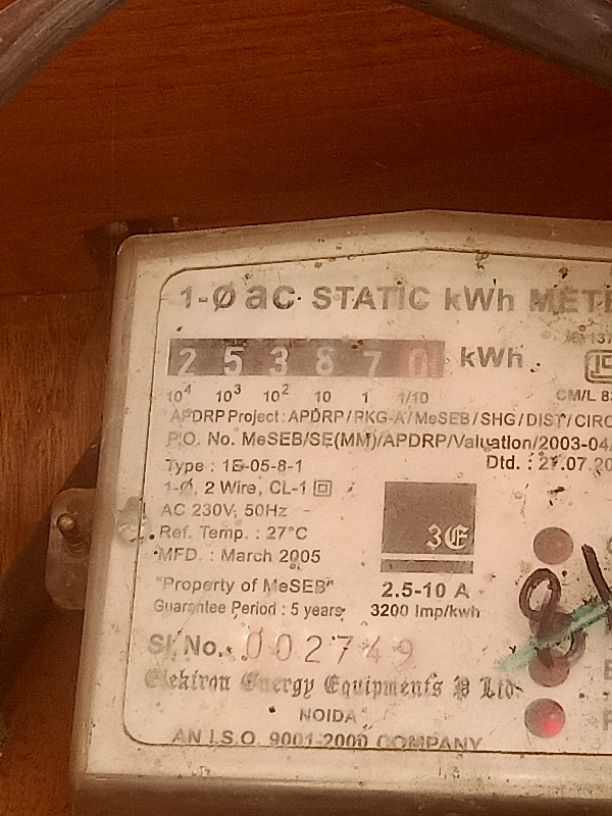 1-Ø ac STATIC kWh
2 5 3 8 7 kWh
10⁴ 10³ 10² 10 1 1/10
CM/L
APDRP Project : APDRP/PKG-A/MeSEB/SHG/DIST/CIRC
P.O. No. MeSEB/SE(MM)/APDRP/Valuation/2003-04/
Type : 1E-05-8-1
Dtd. : 27.07.20
1-Ø, 2 Wire, CL-1
AC 230V, 50Hz
Ref. Temp. : 27°C
MFD. : March 2005
3E
"Property of MeSEB"
2.5-10 A
Guarantee Period : 5 years
3200 Imp/kwh
Sl. No. 002749
Elektron Energy Equipments P Ltd.
NOIDA
AN I.S.O. 9001-2000 COMPANY